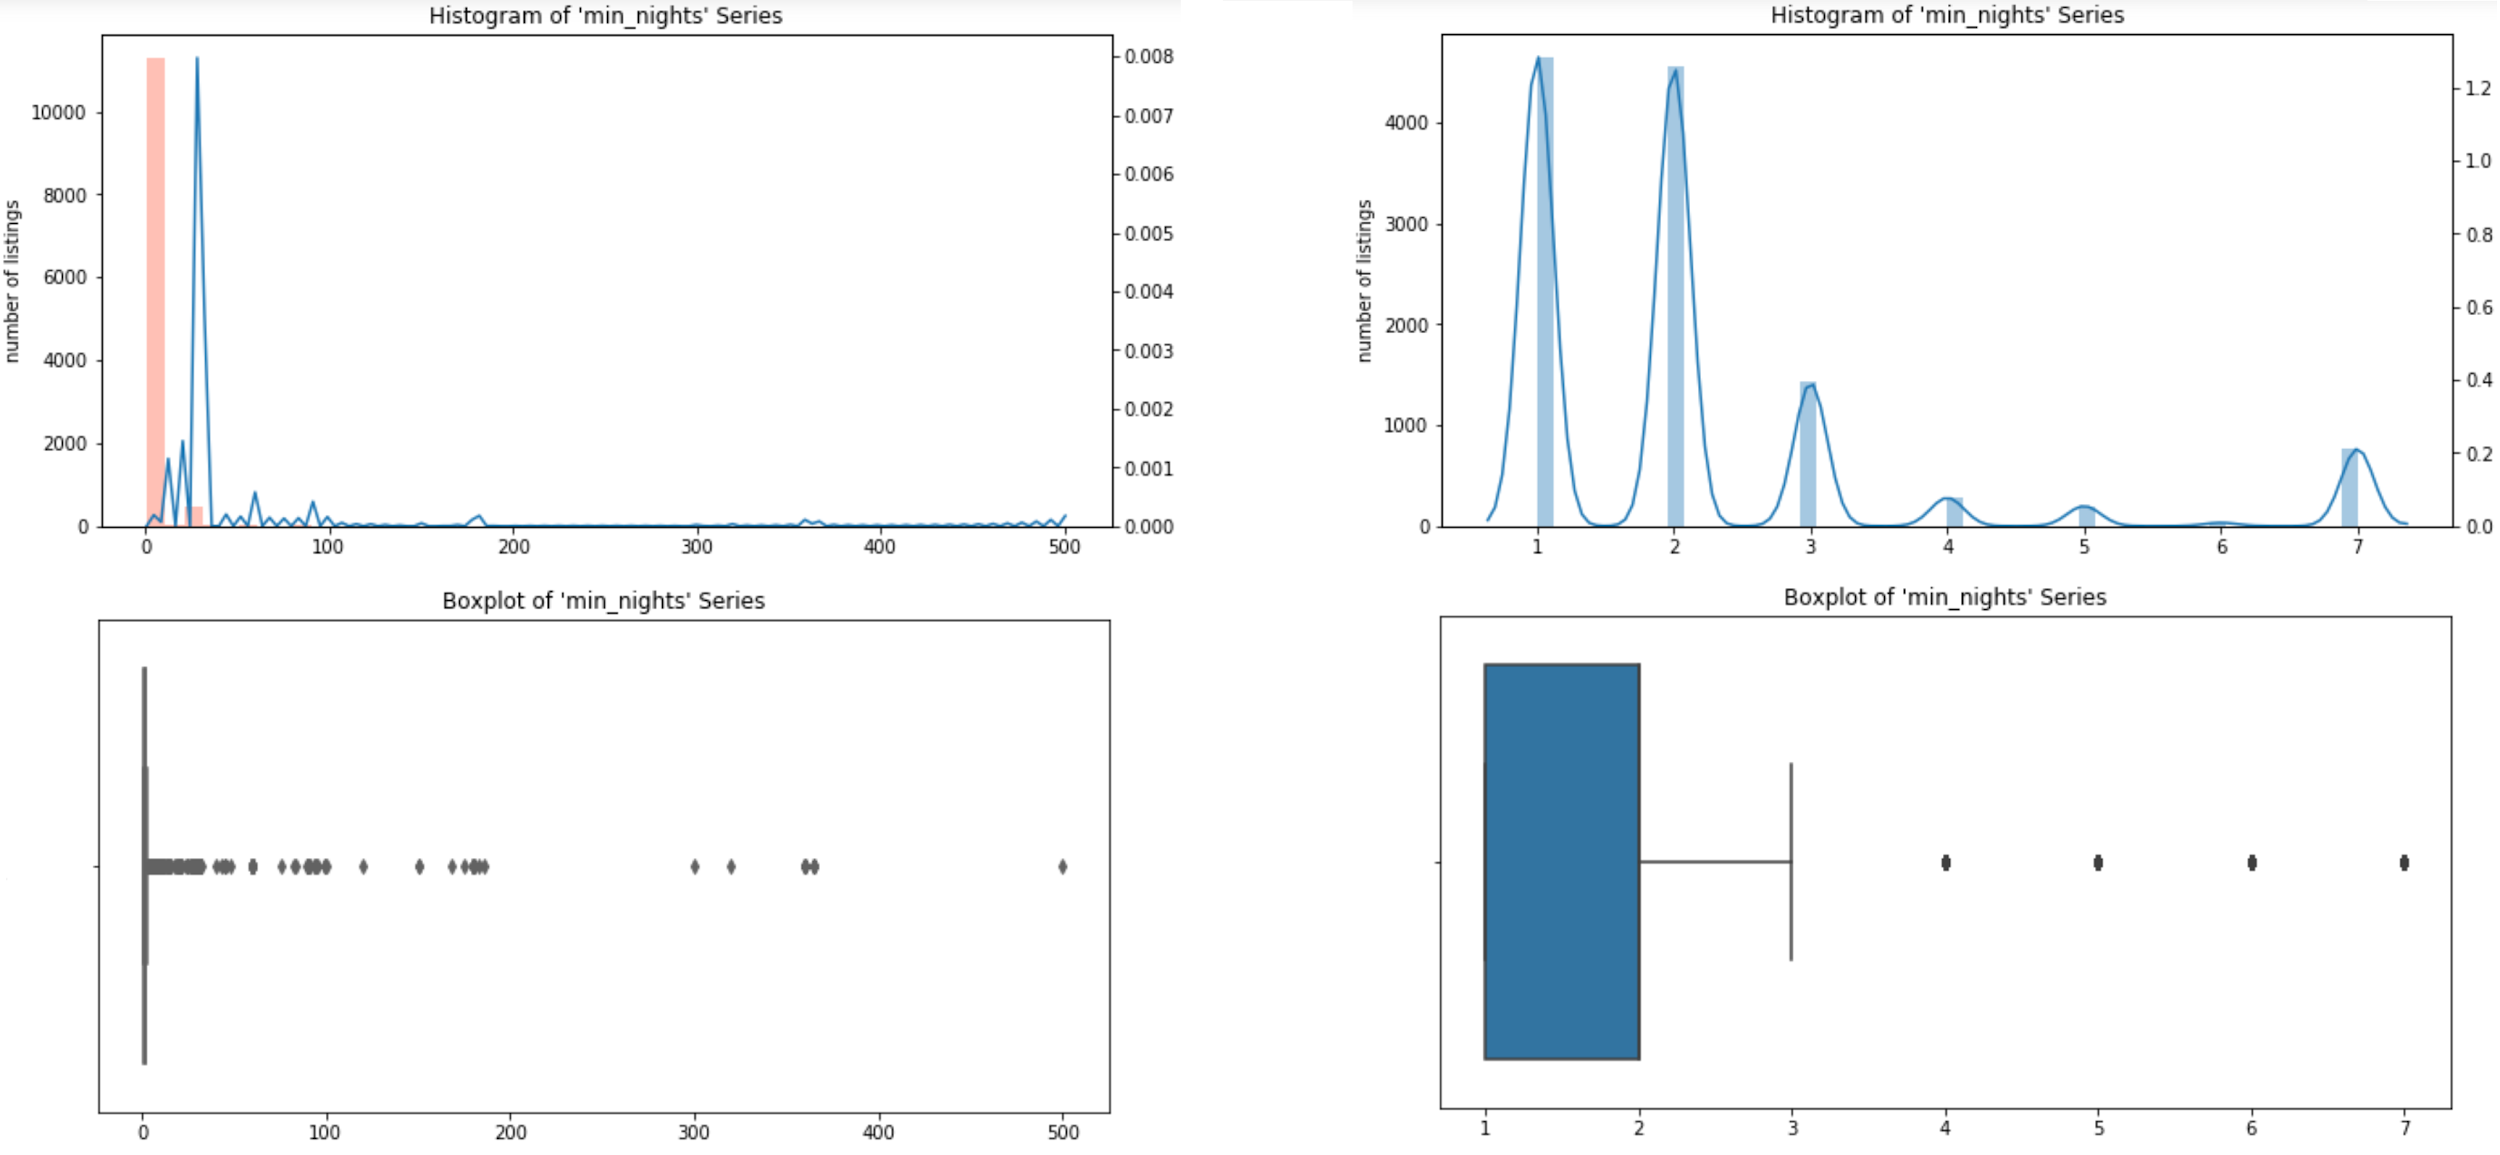 Histogram of 'min_nights' Series
number of listings
10000
8000
6000
4000
2000
0
0.008
0.007
0.006
0.005
0.004
0.003
0.002
0.001
0.000
0 100 200 300 400 500
Histogram of 'min_nights' Series
number of listings
4000
3000
2000
1000
0
1.2
1.0
0.8
0.6
0.4
0.2
0.0
1 2 3 4 5 6 7
Boxplot of 'min_nights' Series
0 100 200 300 400 500
Boxplot of 'min_nights' Series
1 2 3 4 5 6 7